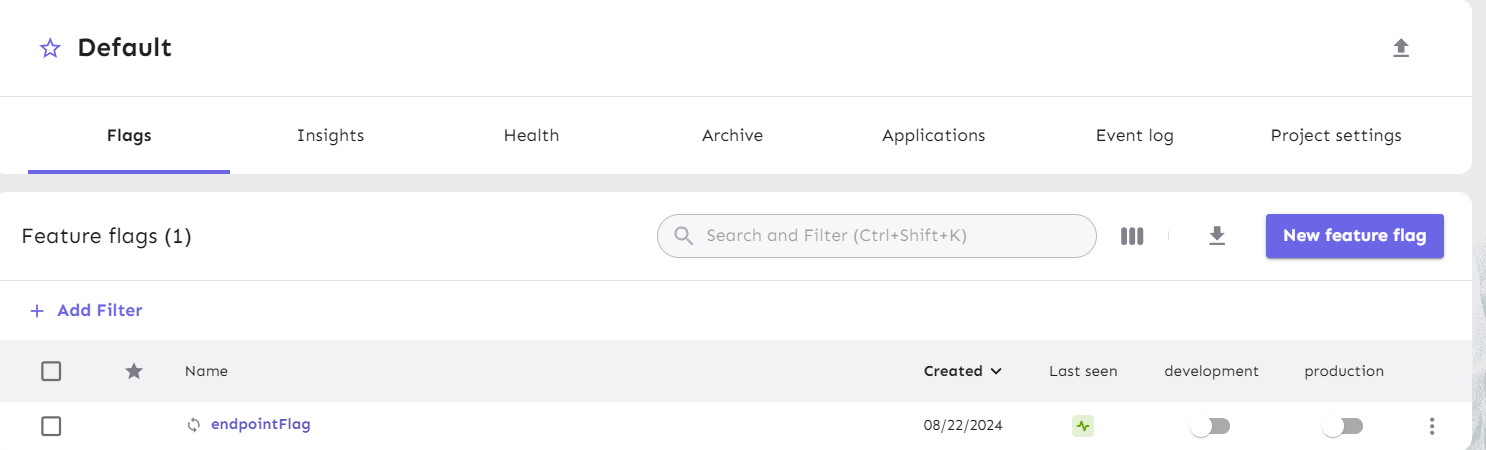 Default
Flags Insights Health Archive Applications Event log Project settings
Feature flags (1) Search and Filter (Ctrl+Shift+K) New feature flag
+ Add Filter
Name Created Last seen development production
endpointFlag 08/22/2024